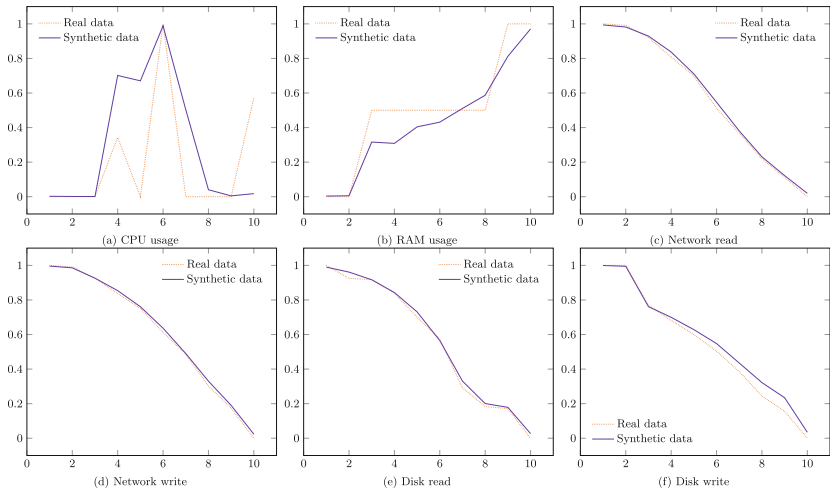 Real data
Synthetic data
1
0.8
0.6
0.4
0.2
0
0 2 4 6 8 10
(a) CPU usage
Real data
Synthetic data
1
0.8
0.6
0.4
0.2
0
0 2 4 6 8 10
(b) RAM usage
Real data
Synthetic data
1
0.8
0.6
0.4
0.2
0
0 2 4 6 8 10
(c) Network read
Real data
Synthetic data
1
0.8
0.6
0.4
0.2
0
0 2 4 6 8 10
(d) Network write
Real data
Synthetic data
1
0.8
0.6
0.4
0.2
0
0 2 4 6 8 10
(e) Disk read
1
0.8
0.6
0.4
0.2
0
Real data
Synthetic data
0 2 4 6 8 10
(f) Disk write